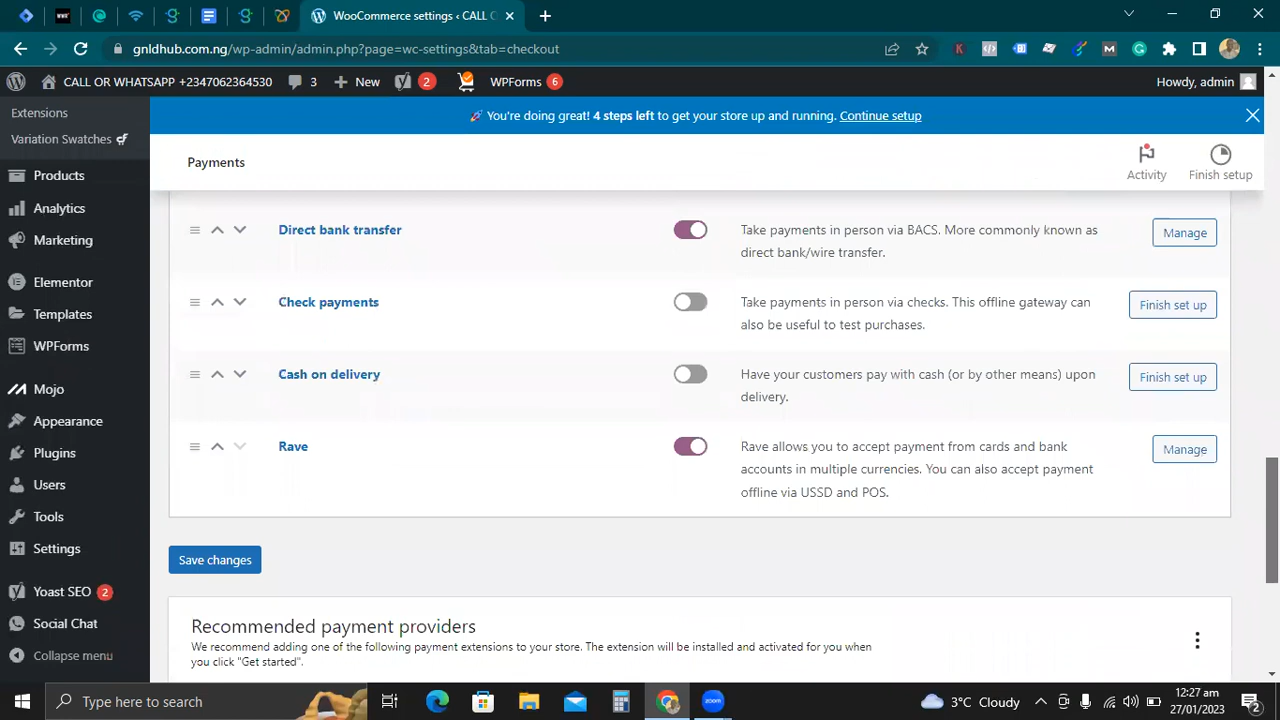 WooCommerce settings ‹ CALL O
gnldhub.com.ng/wp-admin/admin.php?page=wc-settings&tab=checkout
CALL OR WHATSAPP +2347062364530 3 New 2 WPForms 6 Howdy, admin
Extensions
Variation Swatches
Products
Analytics
Marketing
Elementor
Templates
WPForms
Mojo
Appearance
Plugins
Users
Tools
Settings
Yoast SEO 2
Social Chat
Collapse menu
You're doing great! 4 steps left to get your store up and running. Continue setup
Payments
Activity
Finish setup
Direct bank transfer
Take payments in person via BACS. More commonly known as
direct bank/wire transfer.
Manage
Check payments
Take payments in person via checks. This offline gateway can
also be useful to test purchases.
Finish set up
Cash on delivery
Have your customers pay with cash (or by other means) upon
delivery.
Finish set up
Rave
Rave allows you to accept payment from cards and bank
accounts in multiple currencies. You can also accept payment
offline via USSD and POS.
Manage
Save changes
Recommended payment providers
We recommend adding one of the following payment extensions to your store. The extension will be installed and activated for you when
you click "Get started".
Type here to search
zoom
3°C Cloudy
12:27 am
27/01/2023
2